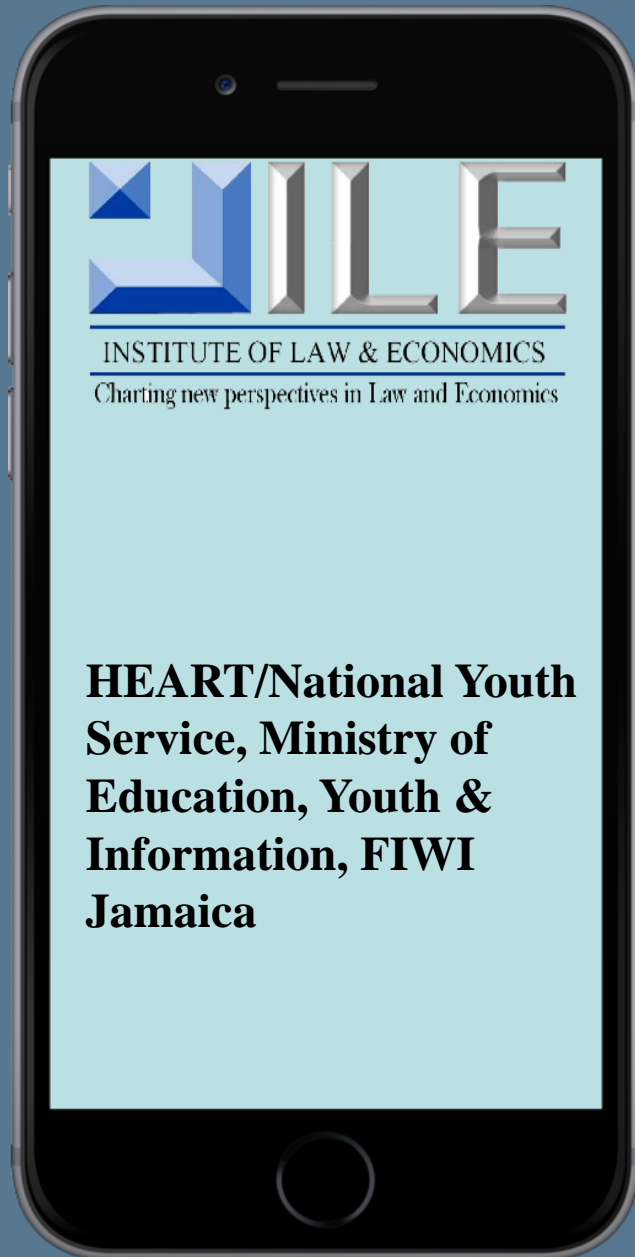 ILE
INSTITUTE OF LAW & ECONOMICS
Charting new perspectives in Law and Economics
HEART/National Youth
Service, Ministry of
Education, Youth &
Information, FIWI
Jamaica